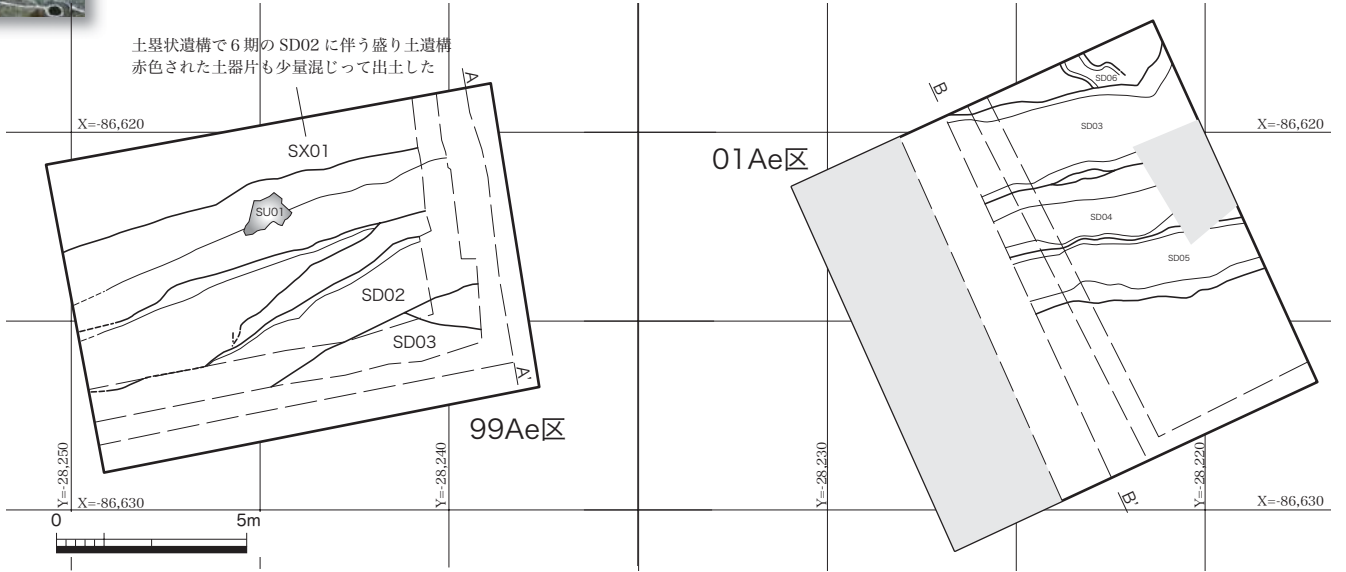 土塁状遺構で6期のSD02に伴う盛り土遺構
赤色された土器片も少量混じって出土した
A
B
SD06
X=-86,620
SX01
SD03
X=-86,620
01Ae区
SU01
SD04
SD05
SD02
SD03
A'
99Ae区
Y=-28,250
Y=-28,240
Y=-28,230
Y=-28,220
X=-86,630
B'
X=-86,630
0 5m